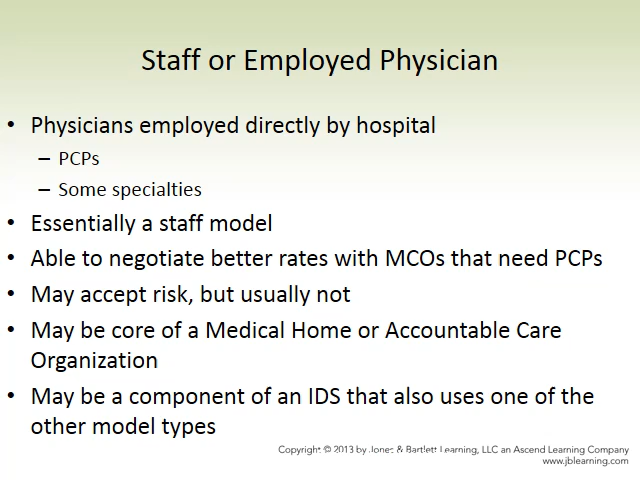 Staff or Employed Physician
• Physicians employed directly by hospital
– PCPs
– Some specialties
• Essentially a staff model
• Able to negotiate better rates with MCOs that need PCPs
• May accept risk, but usually not
• May be core of a Medical Home or Accountable Care
Organization
• May be a component of an IDS that also uses one of the
other model types
Copyright © 2013 by Jones & Bartlett Learning, LLC an Ascend Learning Company
www.jblearning.com